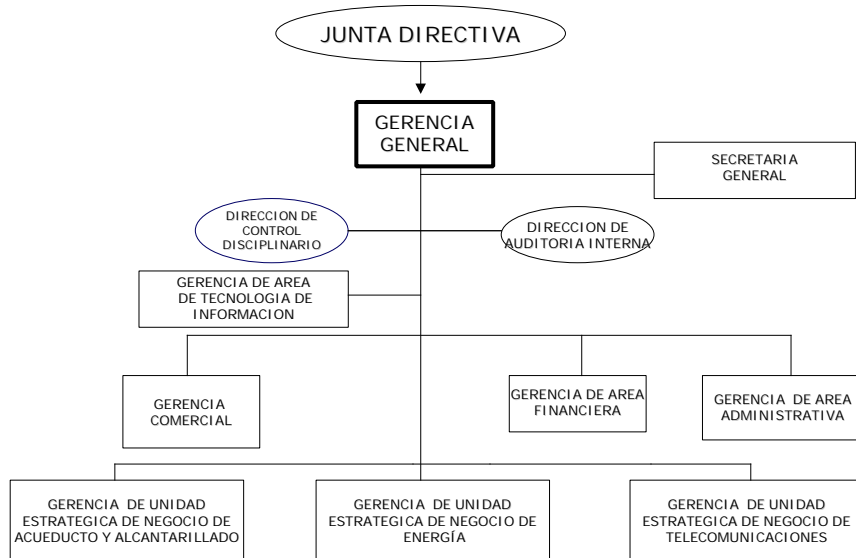 JUNTA DIRECTIVA
GERENCIA
GENERAL
SECRETARIA
GENERAL
DIRECCION DE
CONTROL
DISCIPLINARIO
DIRECCION DE
AUDITORIA INTERNA
GERENCIA DE AREA
DE TECNOLOGIA DE
INFORMACION
GERENCIA
COMERCIAL
GERENCIA DE AREA
FINANCIERA
GERENCIA DE AREA
ADMINISTRATIVA
GERENCIA DE UNIDAD
ESTRATEGICA DE NEGOCIO DE
ACUEDUCTO Y ALCANTARILLADO
GERENCIA DE UNIDAD
ESTRATEGICA DE NEGOCIO DE
ENERGÍA
GERENCIA DE UNIDAD
ESTRATEGICA DE NEGOCIO DE
TELECOMUNICACIONES